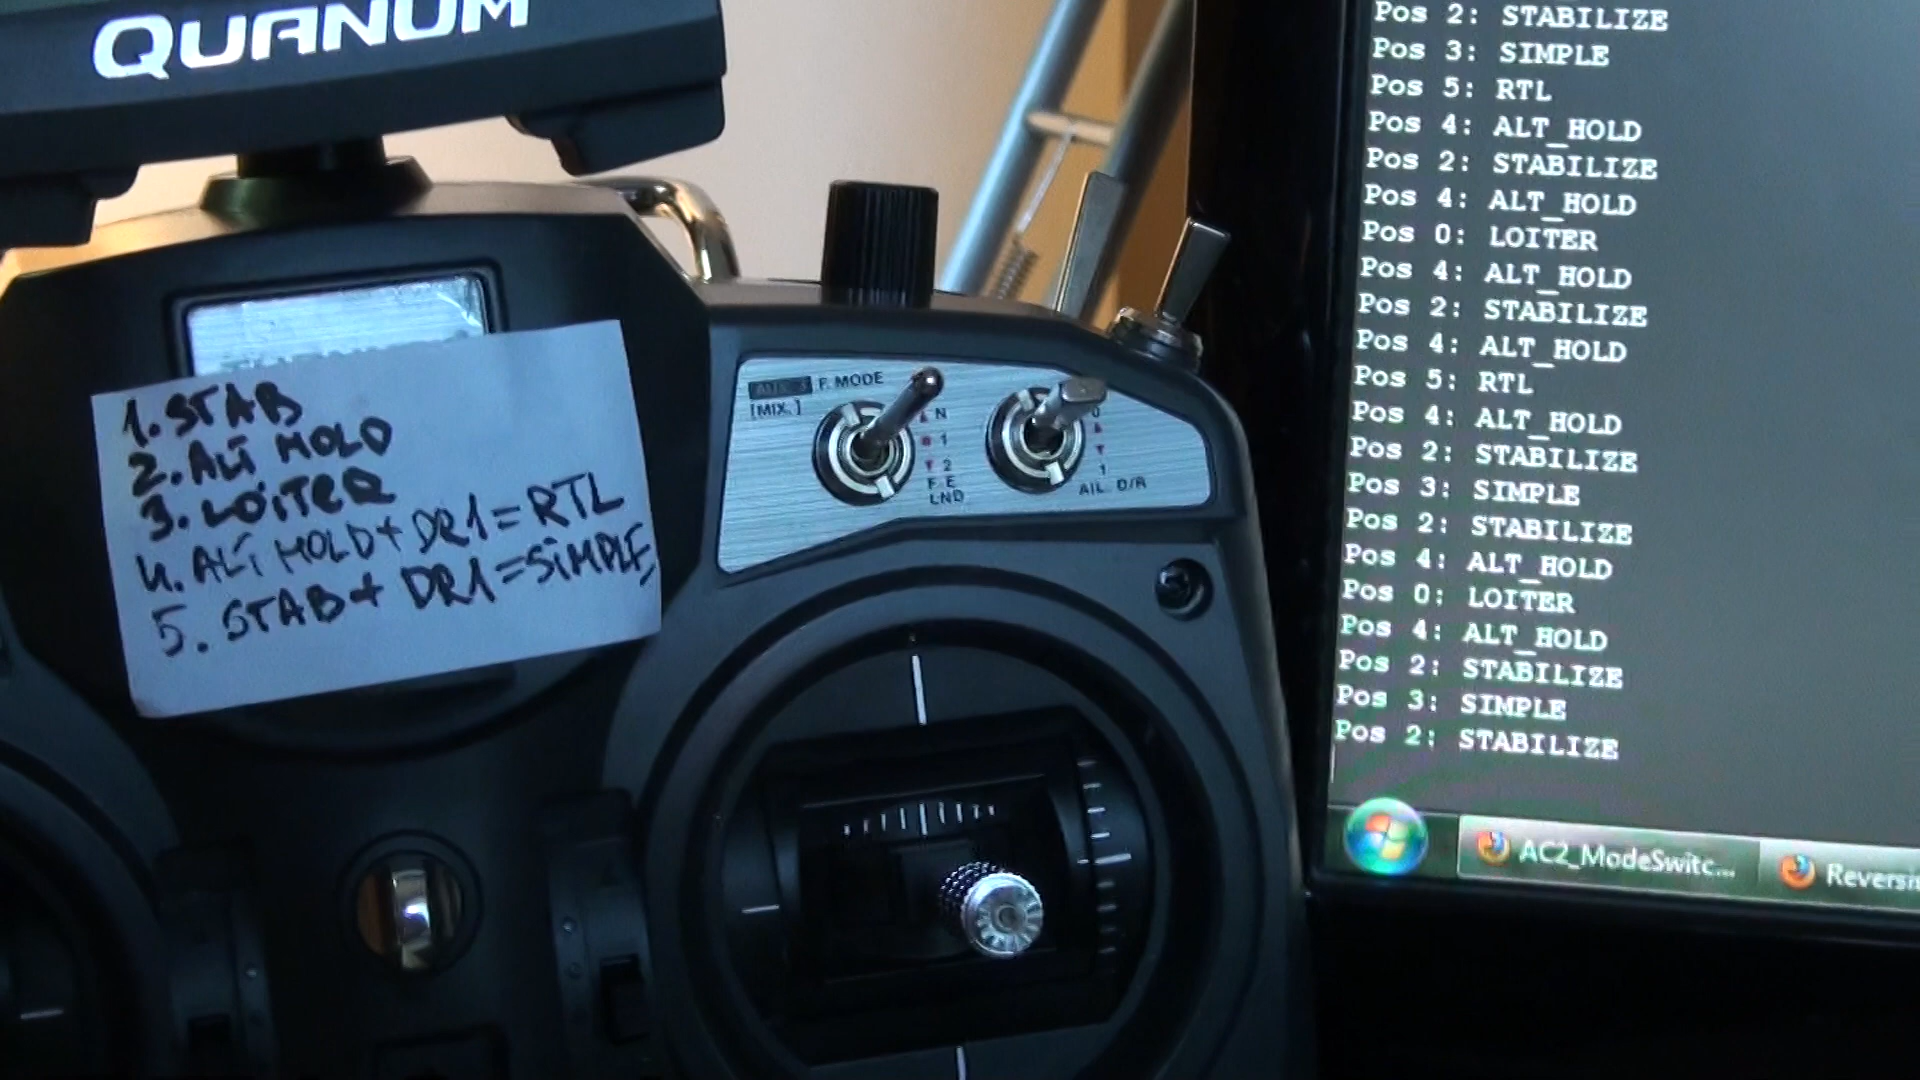 QUANUM
1. STAB
2. ALT HOLD
3. LOITER
4. ALT HOLD + DR1 = RTL
5. STAB + DR1 = SIMPLE
F. MODE
[MIX.]
N
1
2
F.E
LND
0
1
AIL. D/R
Pos 2: STABILIZE
Pos 3: SIMPLE
Pos 5: RTL
Pos 4: ALT_HOLD
Pos 2: STABILIZE
Pos 4: ALT_HOLD
Pos 0: LOITER
Pos 4: ALT_HOLD
Pos 2: STABILIZE
Pos 4: ALT_HOLD
Pos 5: RTL
Pos 4: ALT_HOLD
Pos 2: STABILIZE
Pos 3: SIMPLE
Pos 2: STABILIZE
Pos 4: ALT_HOLD
Pos 0: LOITER
Pos 4: ALT_HOLD
Pos 2: STABILIZE
Pos 3: SIMPLE
Pos 2: STABILIZE
AC2_ModeSwitc...